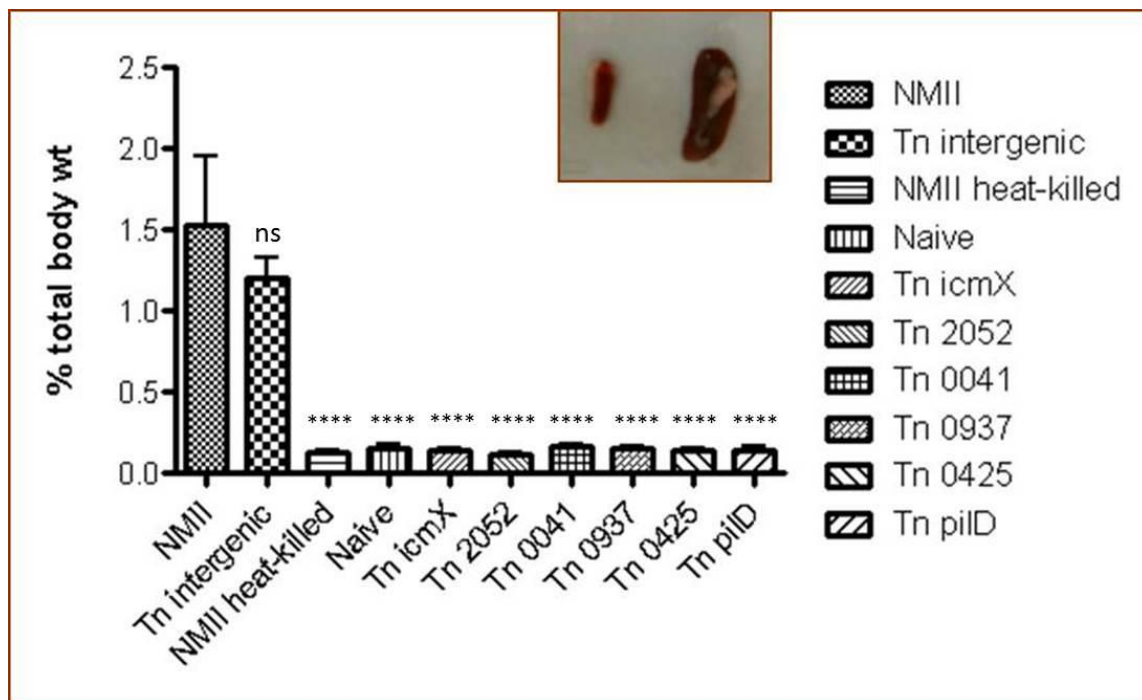 % total body wt
2.5
2.0
1.5
1.0
0.5
0.0
ns
**** **** **** **** **** **** **** ****
NMII
Tn intergenic
NMII heat-killed
Naive
Tn icmX
Tn 2052
Tn 0041
Tn 0937
Tn 0425
Tn pilD
NMII
Tn intergenic
NMII heat-killed
Naive
Tn icmX
Tn 2052
Tn 0041
Tn 0937
Tn 0425
Tn pilD